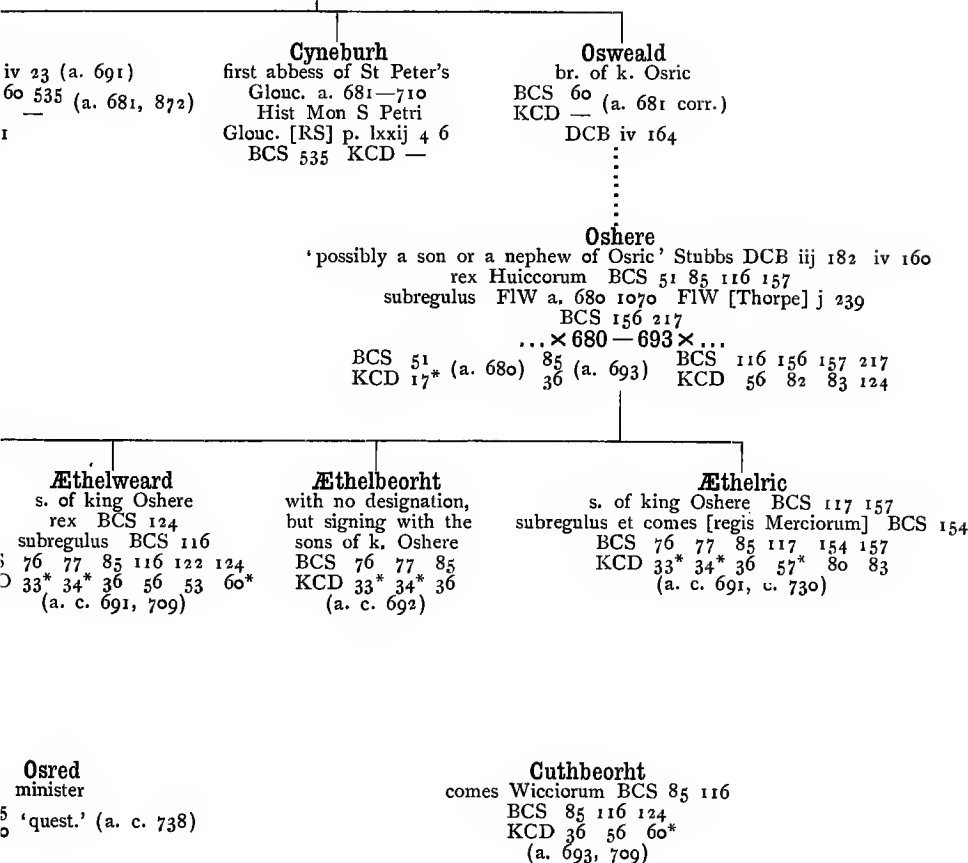 iv 23 (a. 691)
60 535 (a. 681, 872)
—
1
Cyneburh
first abbess of St Peter's
Glouc. a. 681—710
Hist Mon S Petri
Glouc. [RS] p. lxxij 4 6
BCS 535 KCD —
Osweald
br. of k. Osric
BCS 60 (a. 681 corr.)
KCD —
DCB iv 164
Oshere
'possibly a son or a nephew of Osric' Stubbs DCB iij 182 iv 160
rex Huiccorum BCS 51 85 116 157
subregulus FlW a. 680 1070 FlW [Thorpe] j 239
BCS 156 217
...×680—693×...
BCS 51 (a. 680) 85 (a. 693) BCS 116 156 157 217
KCD 17* 36 KCD 56 82 83 124
Æthelweard
s. of king Oshere
rex BCS 124
subregulus BCS 116
76 77 85 116 122 124
33* 34* 36 56 53 60*
(a. c. 691, 709)
Æthelbeorht
with no designation,
but signing with the
sons of k. Oshere
BCS 76 77 85
KCD 33* 34* 36
(a. c. 692)
Æthelric
s. of king Oshere BCS 117 157
subregulus et comes [regis Merciorum] BCS 154
BCS 76 77 85 117 154 157
KCD 33* 34* 36 57* 80 83
(a. c. 691, c. 730)
Osred
minister
'quest.' (a. c. 738)
Cuthbeorht
comes Wicciorum BCS 85 116
BCS 85 116 124
KCD 36 56 60*
(a. 693, 709)